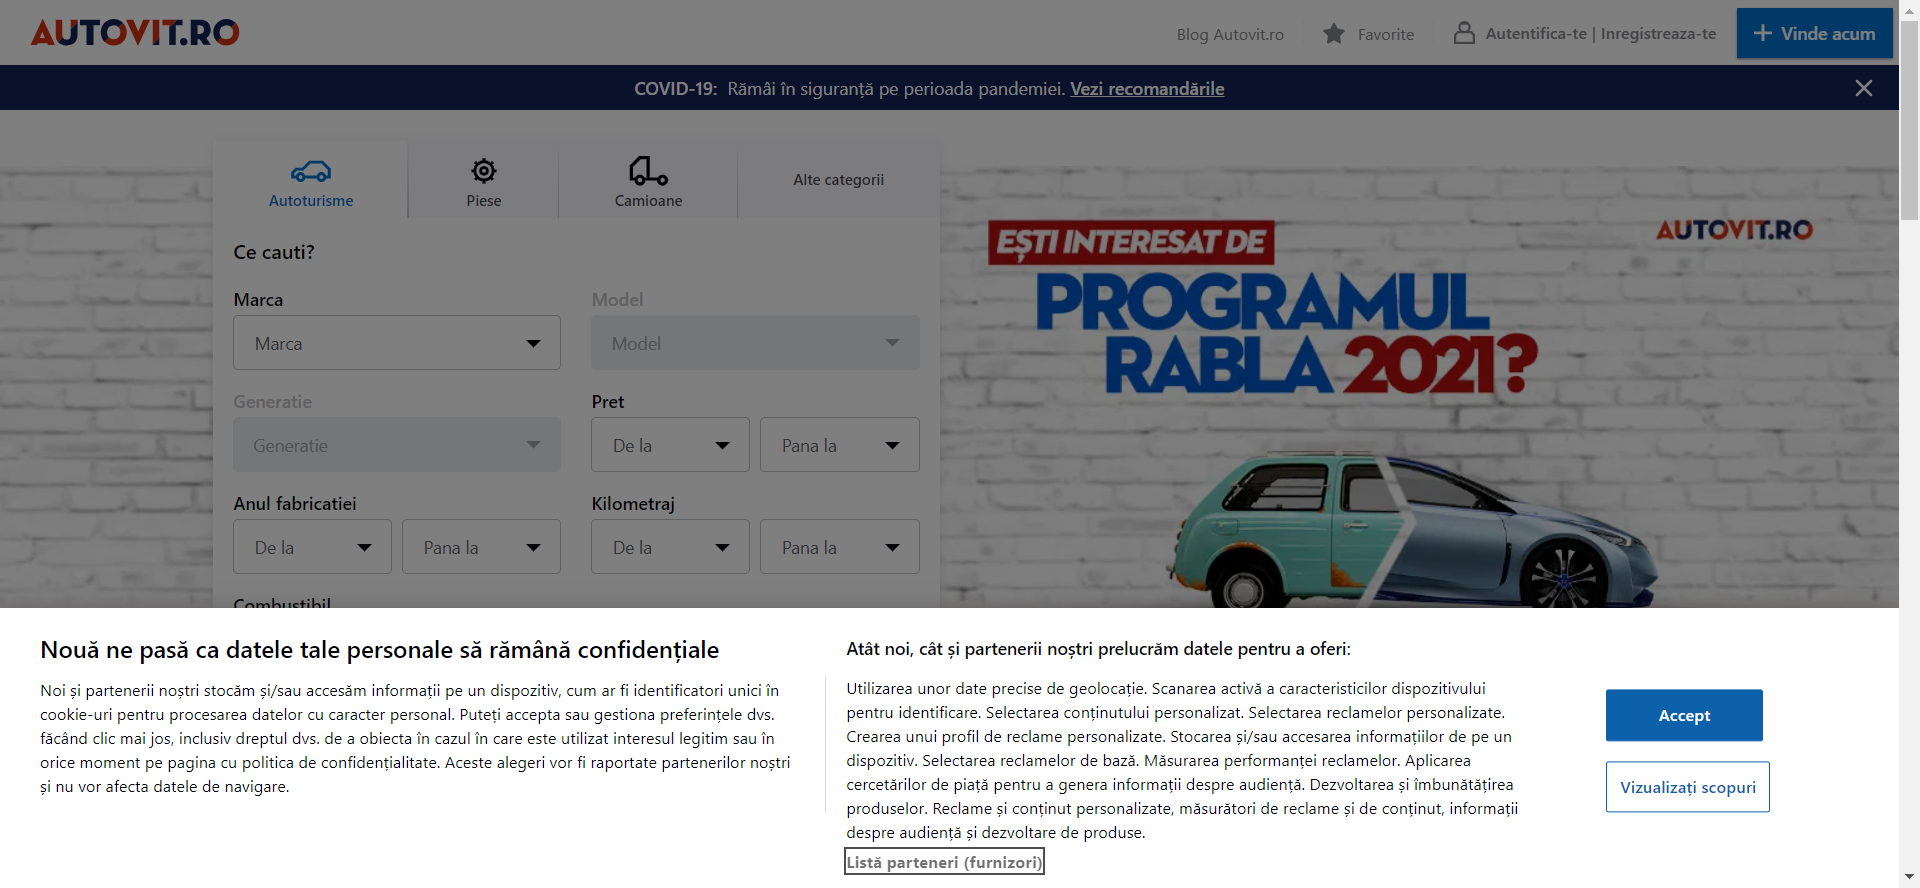 AUTOVIT.RO
Blog Autovit.ro
Favorite
Autentifica-te | Inregistreaza-te
Vinde acum
COVID-19: Rămâi în siguranță pe perioada pandemiei. Vezi recomandările
Autoturisme
Piese
Camioane
Alte categorii
Ce cauti?
Marca
Model
Marca
Model
Generatie
Pret
Generatie
De la
Pana la
Anul fabricatiei
Kilometraj
De la
Pana la
De la
Pana la
Combustibil
AUTOVIT.RO
EȘTI INTERESAT DE
PROGRAMUL
RABLA 2021?
Nouă ne pasă ca datele tale personale să rămână confidențiale
Noi și partenerii noștri stocăm și/sau accesăm informații pe un dispozitiv, cum ar fi identificatori unici în
cookie-uri pentru procesarea datelor cu caracter personal. Puteți accepta sau gestiona preferințele dvs.
făcând clic mai jos, inclusiv dreptul dvs. de a obiecta în cazul în care este utilizat interesul legitim sau în
orice moment pe pagina cu politica de confidențialitate. Aceste alegeri vor fi raportate partenerilor noștri
și nu vor afecta datele de navigare.
Atât noi, cât și partenerii noștri prelucrăm datele pentru a oferi:
Utilizarea unor date precise de geolocație. Scanarea activă a caracteristicilor dispozitivului
pentru identificare. Selectarea conținutului personalizat. Selectarea reclamelor personalizate.
Crearea unui profil de reclame personalizate. Stocarea și/sau accesarea informațiilor de pe un
dispozitiv. Selectarea reclamelor de bază. Măsurarea performanței reclamelor. Aplicarea
cercetărilor de piață pentru a genera informații despre audiență. Dezvoltarea și îmbunătățirea
produselor. Reclame și conținut personalizate, măsurători de reclame și de conținut, informații
despre audiență și dezvoltare de produse.
Listă parteneri (furnizori)
Accept
Vizualizați scopuri